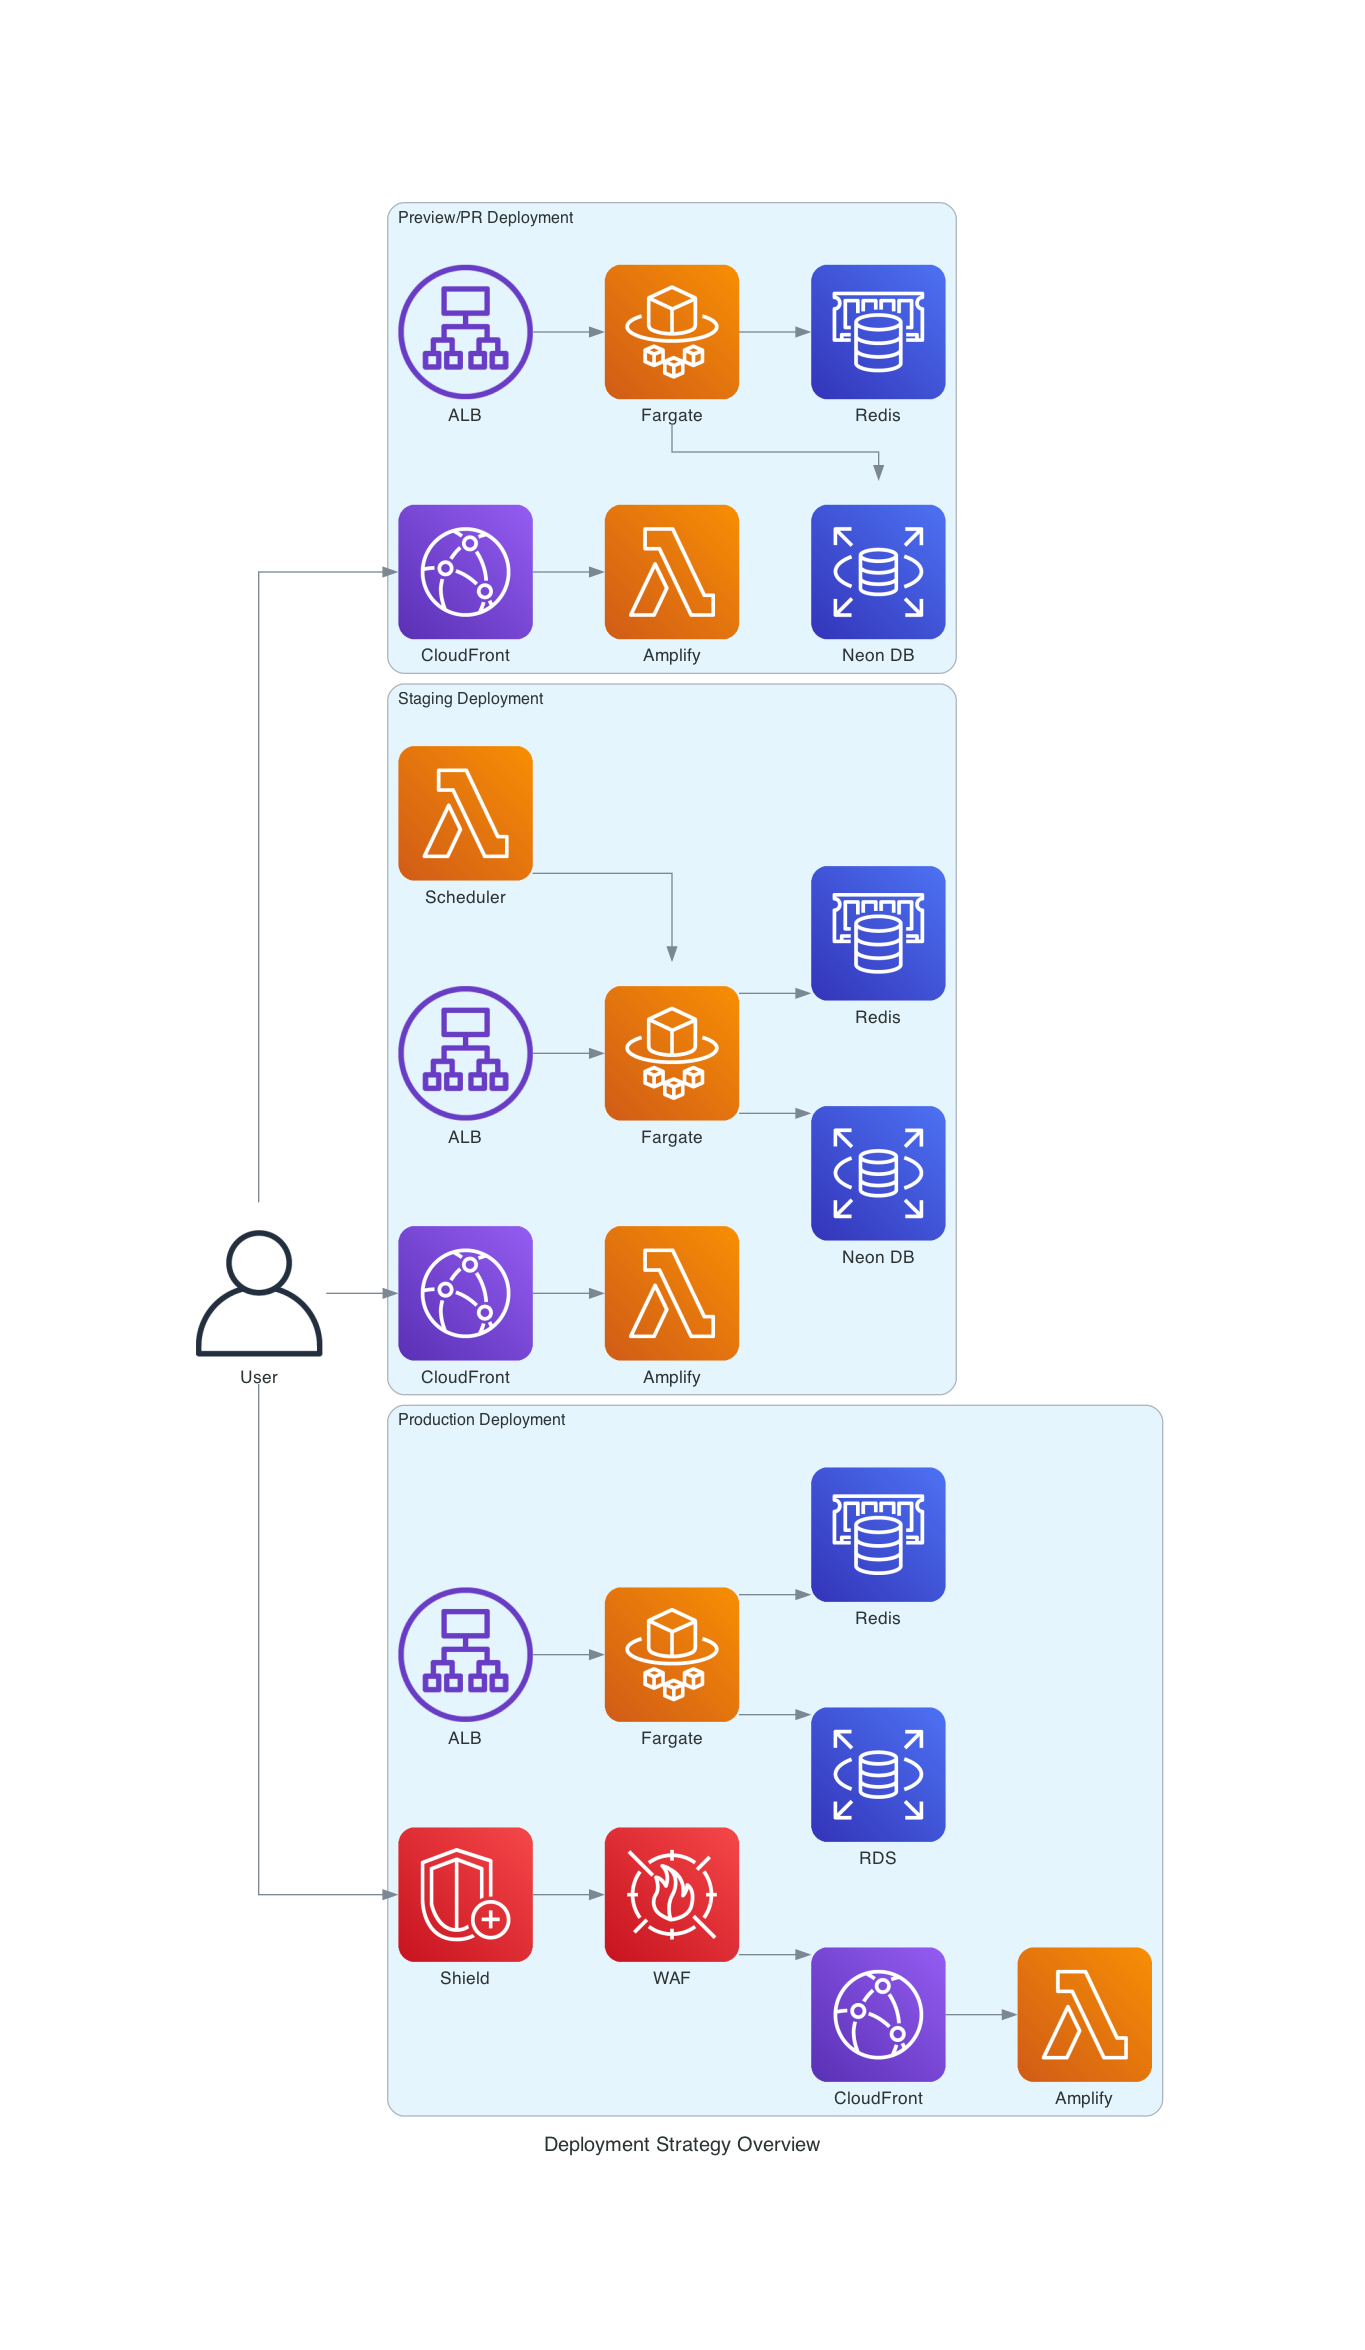 Preview/PR Deployment
ALB
Fargate
Redis
CloudFront
Amplify
Neon DB
Staging Deployment
Scheduler
Redis
ALB
Fargate
Neon DB
User
CloudFront
Amplify
Production Deployment
Redis
ALB
Fargate
RDS
Shield
WAF
CloudFront
Amplify
Deployment Strategy Overview